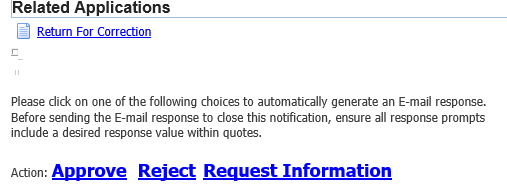 Related Applications
Return For Correction
Please click on one of the following choices to automatically generate an E-mail response.
Before sending the E-mail response to close this notification, ensure all response prompts
include a desired response value within quotes.
Action: Approve Reject Request Information